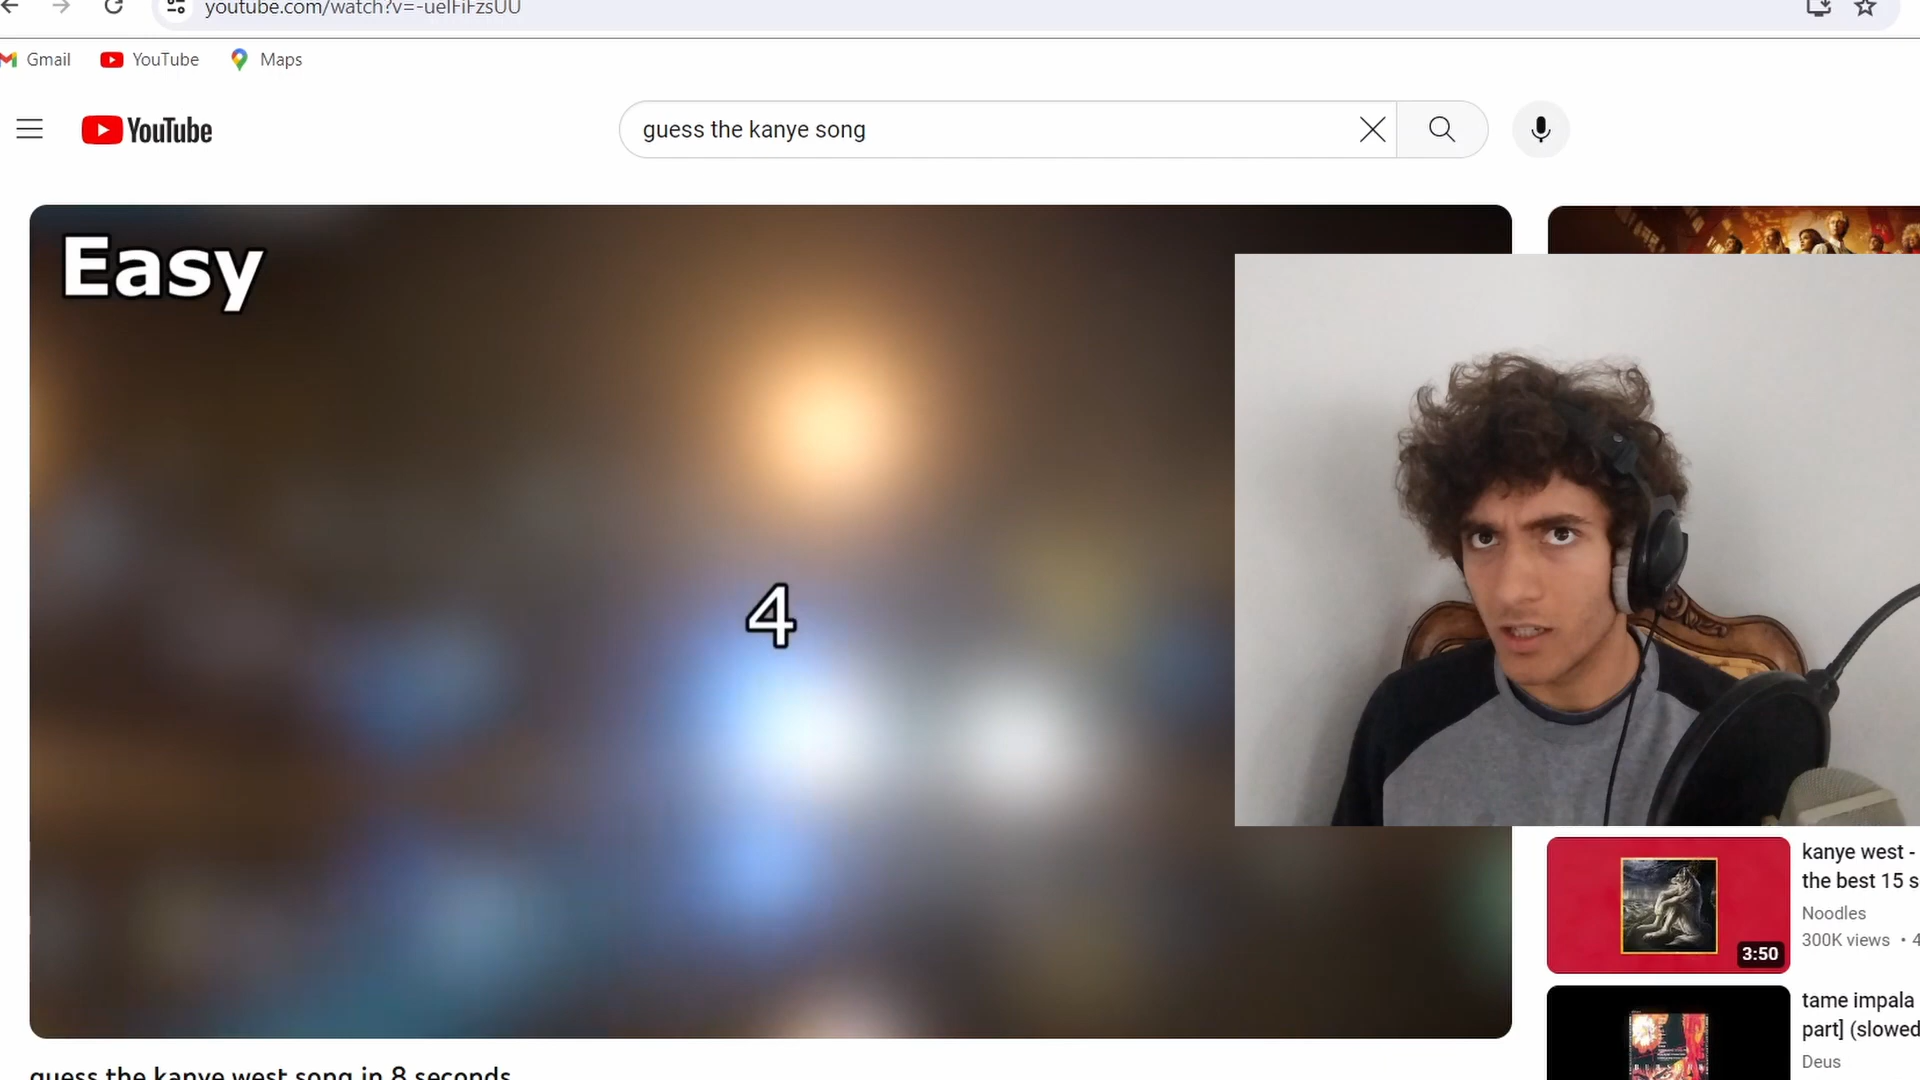 youtube.com/watch?v=-uelFiFzsUU
Gmail
YouTube
Maps
YouTube
guess the kanye song
Easy
4
guess the kanye west song in 8 seconds
kanye west -
the best 15 s
Noodles
300K views • 4
3:50
tame impala
part] (slowed
Deus